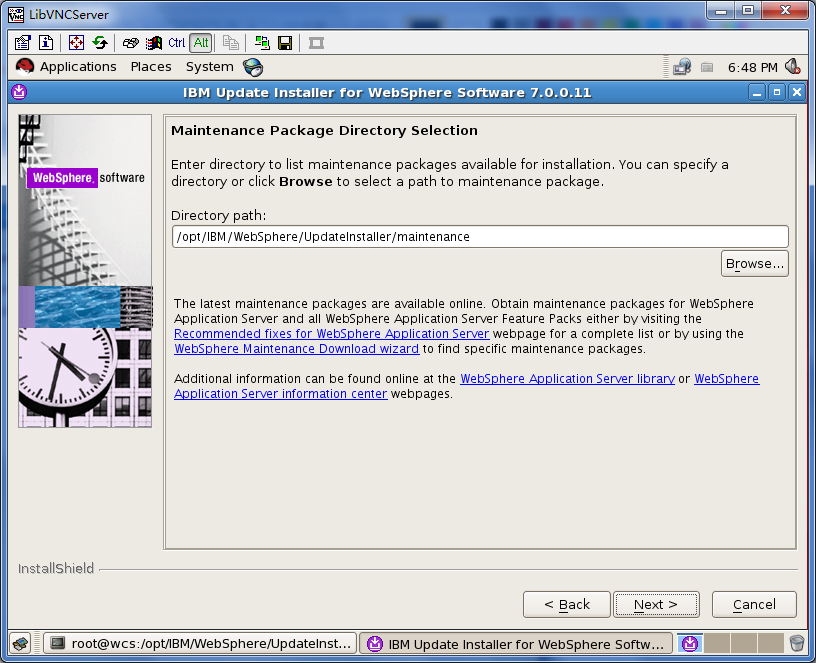 LibVNCServer
Ctrl Alt
Applications Places System 6:48 PM
IBM Update Installer for WebSphere Software 7.0.0.11
WebSphere. software
Maintenance Package Directory Selection
Enter directory to list maintenance packages available for installation. You can specify a
directory or click Browse to select a path to maintenance package.
Directory path:
/opt/IBM/WebSphere/UpdateInstaller/maintenance
Browse...
The latest maintenance packages are available online. Obtain maintenance packages for WebSphere
Application Server and all WebSphere Application Server Feature Packs either by visiting the
Recommended fixes for WebSphere Application Server webpage for a complete list or by using the
WebSphere Maintenance Download wizard to find specific maintenance packages.
Additional information can be found online at the WebSphere Application Server library or WebSphere
Application Server information center webpages.
InstallShield
< Back Next > Cancel
root@wcs:/opt/IBM/WebSphere/UpdateInst... IBM Update Installer for WebSphere Softw...